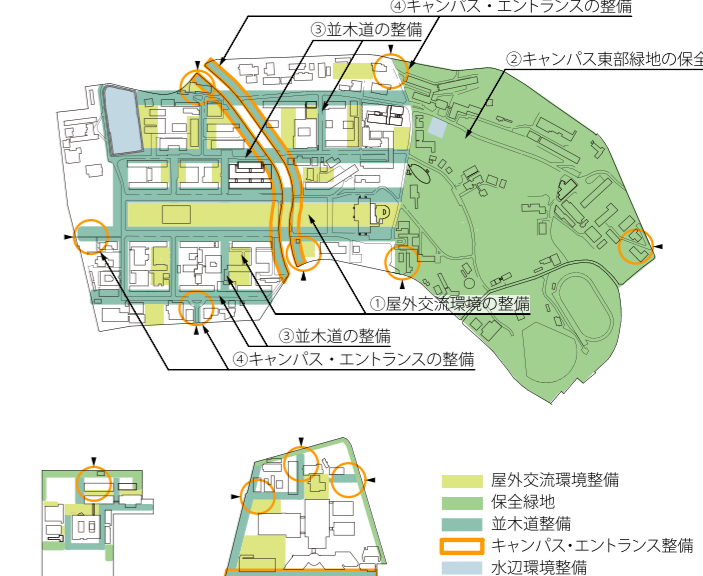 ④キャンパス・エントランスの整備
③並木道の整備
②キャンパス東部緑地の保全
①屋外交流環境の整備
③並木道の整備
④キャンパス・エントランスの整備
屋外交流環境整備
保全緑地
並木道整備
キャンパス・エントランス整備
水辺環境整備